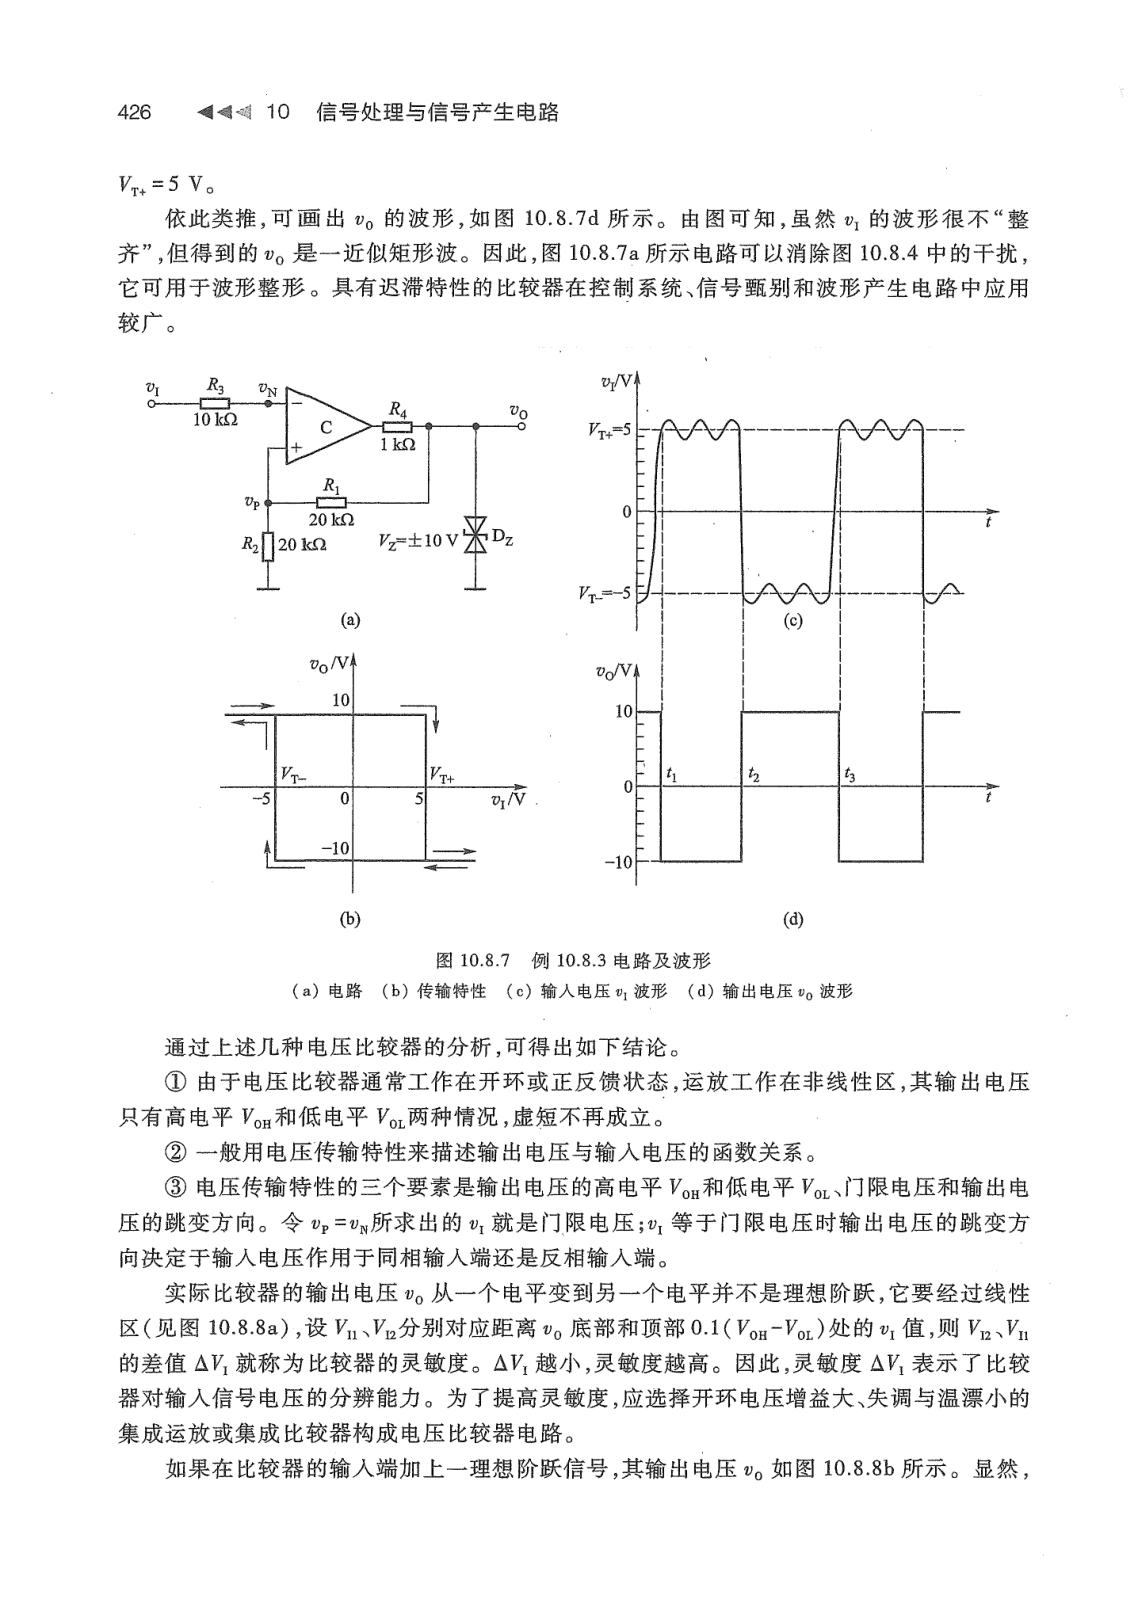 426 10 信号处理与信号产生电路
V_T+ = 5 V。
依此类推,可画出 v_O 的波形,如图 10.8.7d 所示。由图可知,虽然 v_I 的波形很不“整
齐”,但得到的 v_O 是一近似矩形波。因此,图 10.8.7a 所示电路可以消除图 10.8.4 中的干扰,
它可用于波形整形。具有迟滞特性的比较器在控制系统、信号甄别和波形产生电路中应用
较广。
v_I
R_3
10 kΩ
v_N
−
+
C
R_4
1 kΩ
v_O
v_P
R_1
20 kΩ
R_2
20 kΩ
V_Z=±10 V
D_Z
(a)
v_I/V
V_T+=5
0
t
V_T−=−5
(c)
v_O/V
10
V_T−
V_T+
−5
0
5
v_I/V
−10
(b)
v_O/V
10
0
t_1
t_2
t_3
t
−10
(d)
图 10.8.7 例 10.8.3 电路及波形
(a) 电路 (b) 传输特性 (c) 输入电压 v_I 波形 (d) 输出电压 v_O 波形
通过上述几种电压比较器的分析,可得出如下结论。
① 由于电压比较器通常工作在开环或正反馈状态,运放工作在非线性区,其输出电压
只有高电平 V_OH 和低电平 V_OL 两种情况,虚短不再成立。
② 一般用电压传输特性来描述输出电压与输入电压的函数关系。
③ 电压传输特性的三个要素是输出电压的高电平 V_OH 和低电平 V_OL、门限电压和输出电
压的跳变方向。令 v_P = v_N 所求出的 v_I 就是门限电压;v_I 等于门限电压时输出电压的跳变方
向决定于输入电压作用于同相输入端还是反相输入端。
实际比较器的输出电压 v_O 从一个电平变到另一个电平并不是理想阶跃,它要经过线性
区(见图 10.8.8a),设 V_I1、V_I2 分别对应距离 v_O 底部和顶部 0.1(V_OH−V_OL)处的 v_I 值,则 V_I2、V_I1
的差值 ΔV_I 就称为比较器的灵敏度。ΔV_I 越小,灵敏度越高。因此,灵敏度 ΔV_I 表示了比较
器对输入信号电压的分辨能力。为了提高灵敏度,应选择开环电压增益大、失调与温漂小的
集成运放或集成比较器构成电压比较器电路。
如果在比较器的输入端加上一理想阶跃信号,其输出电压 v_O 如图 10.8.8b 所示。显然,